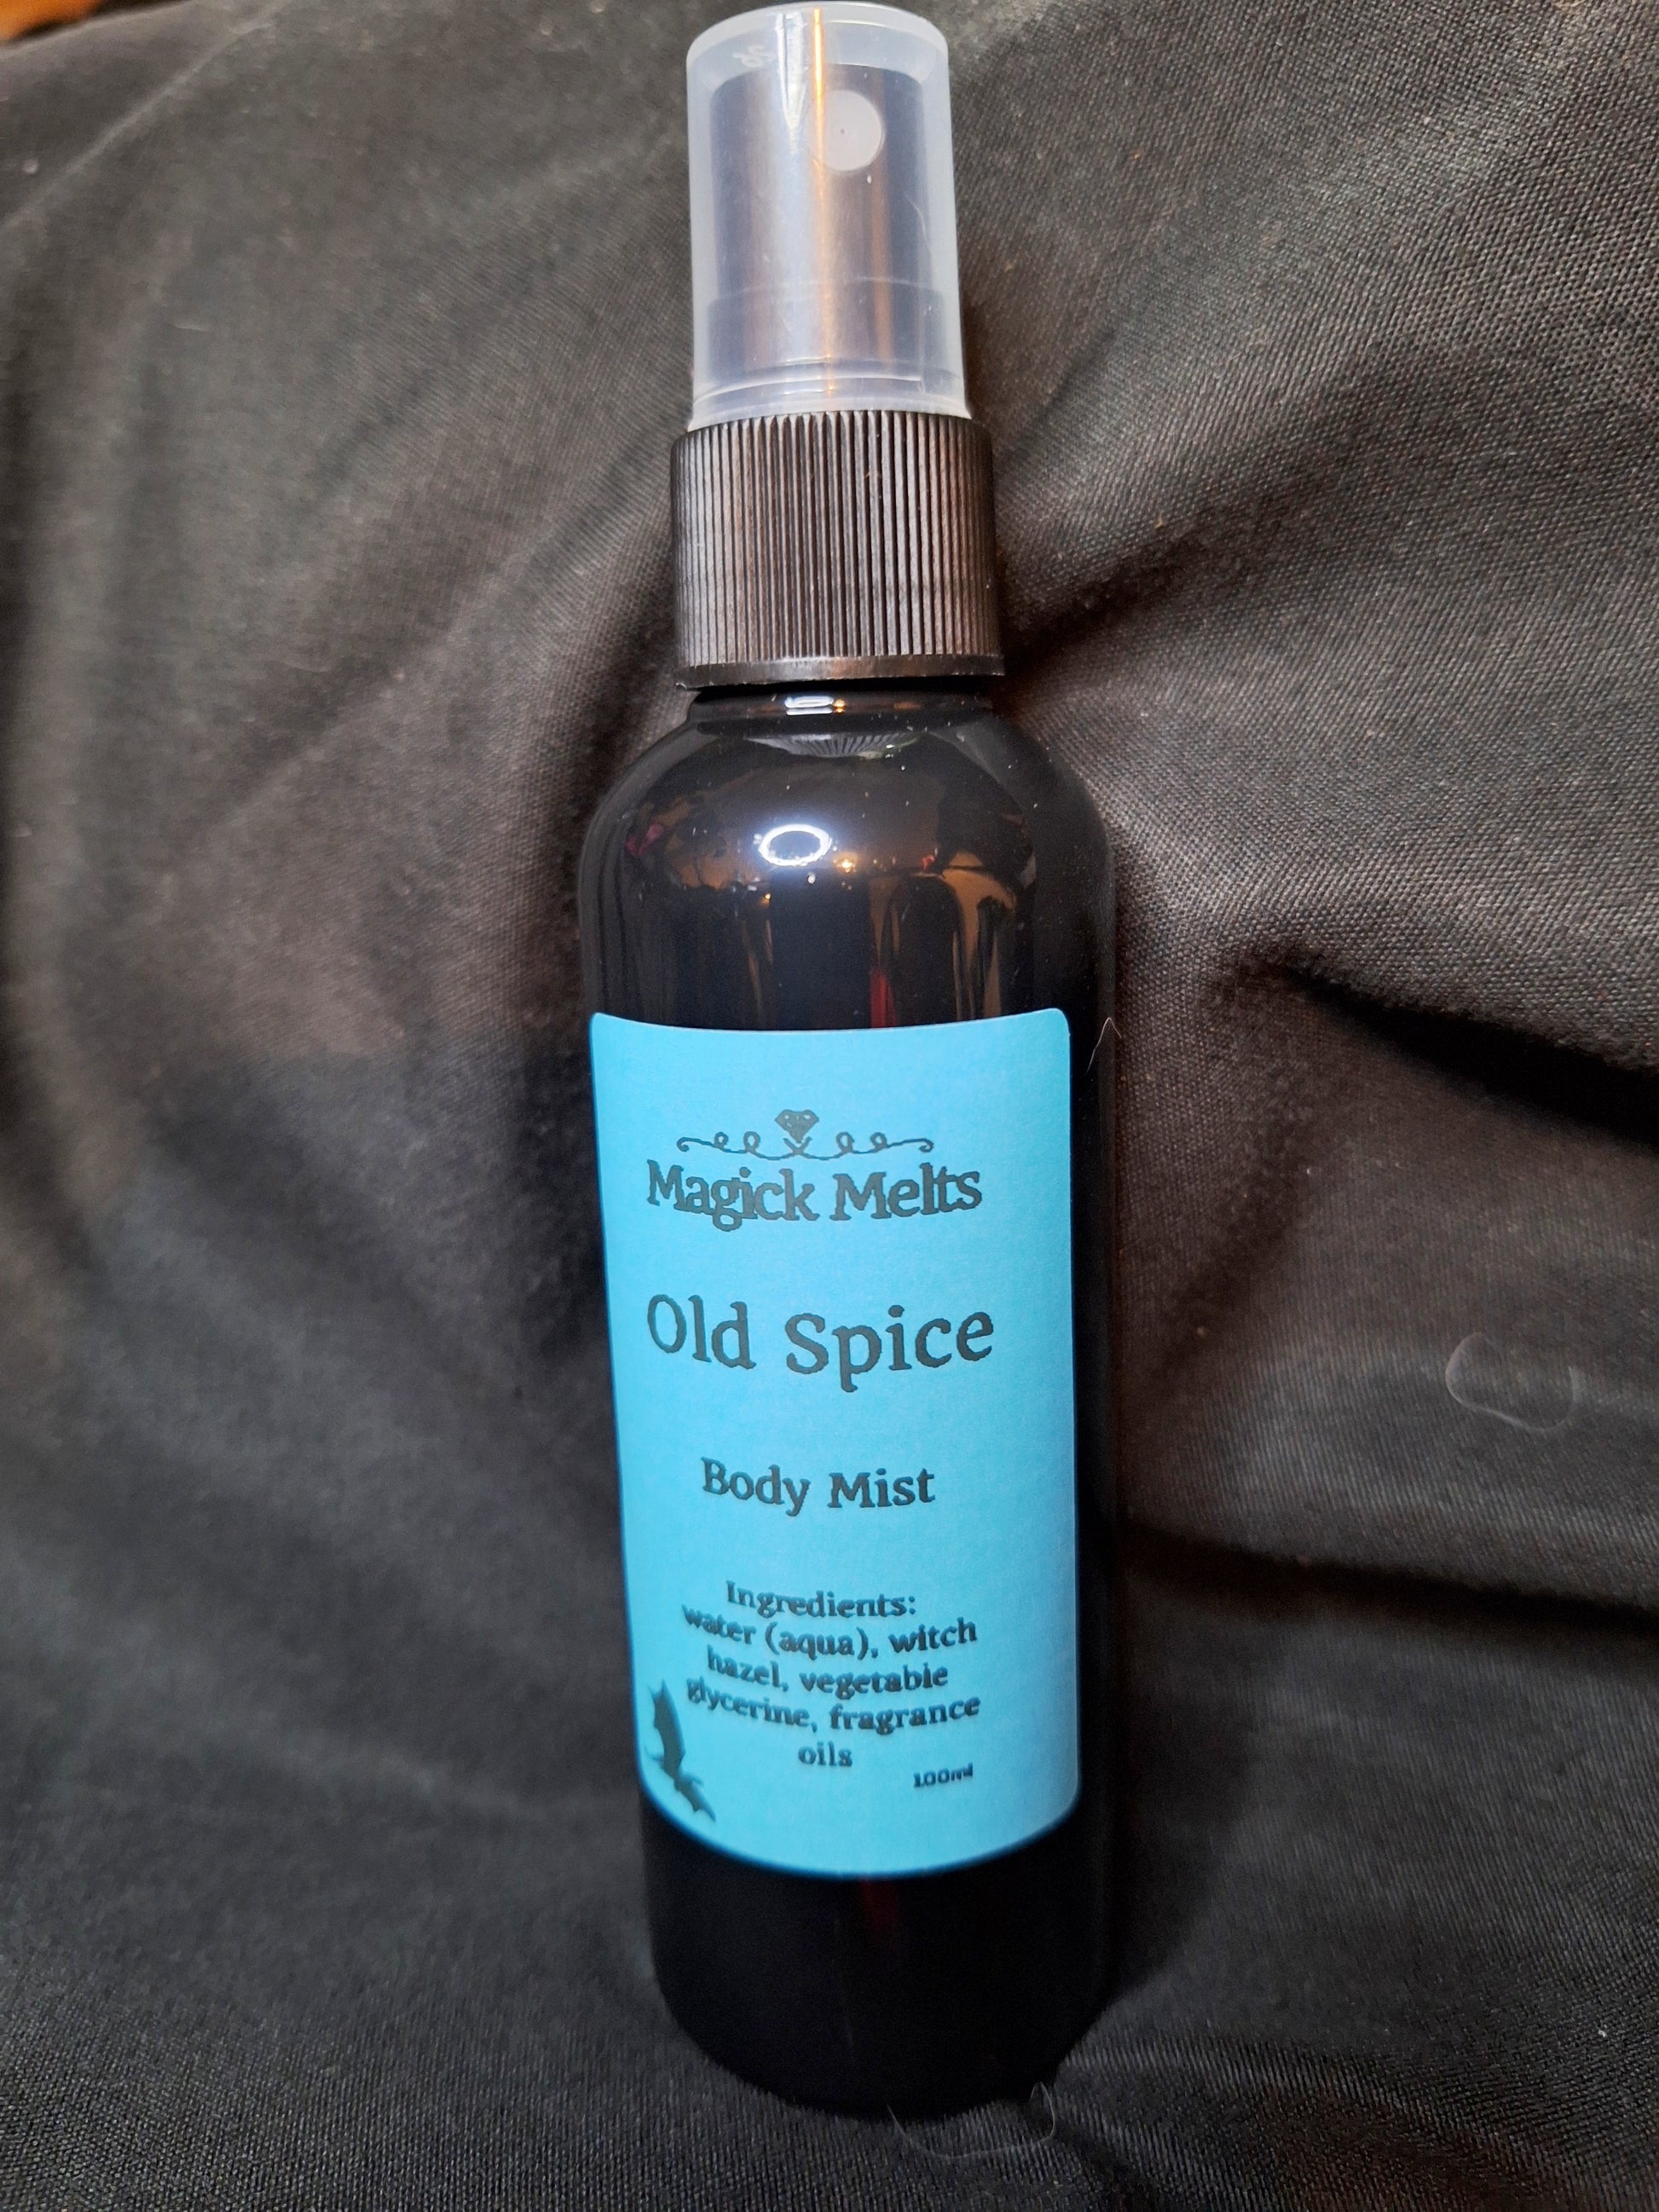 Magick Melts
Old Spice
Body Mist
Ingredients:
water (aqua), witch
hazel, vegetable
glycerine, fragrance
oils
100ml